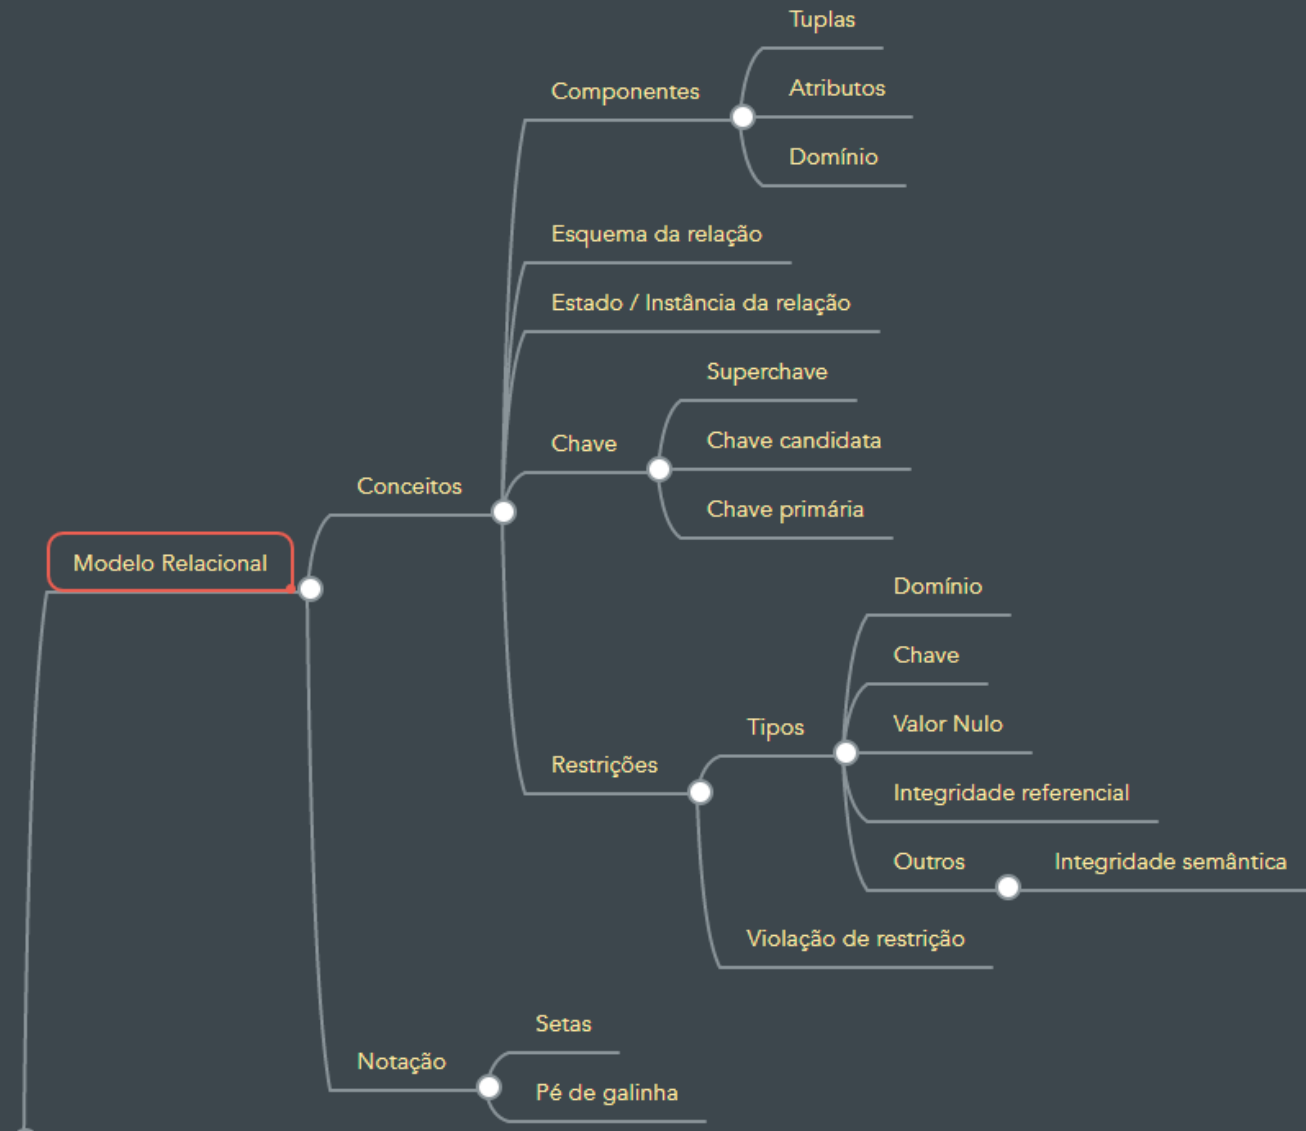 Tuplas
Componentes
Atributos
Domínio
Esquema da relação
Estado / Instância da relação
Superchave
Chave
Chave candidata
Conceitos
Chave primária
Modelo Relacional
Domínio
Chave
Tipos
Valor Nulo
Restrições
Integridade referencial
Outros
Integridade semântica
Violação de restrição
Setas
Notação
Pé de galinha